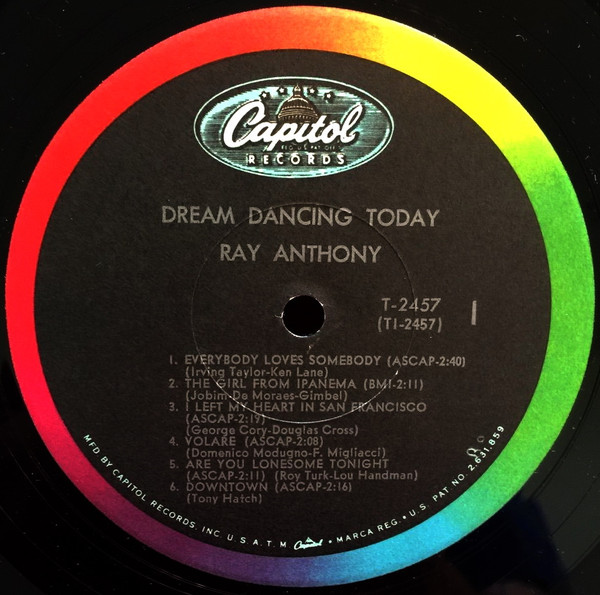 Capitol
REG. U.S. PAT. OFF.
RECORDS
DREAM DANCING TODAY
RAY ANTHONY
T-2457
(T1-2457)
1
1. EVERYBODY LOVES SOMEBODY (ASCAP-2:40)
(Irving Taylor-Ken Lane)
2. THE GIRL FROM IPANEMA (BMI-2:11)
(Jobim-De Moraes-Gimbel)
3. I LEFT MY HEART IN SAN FRANCISCO
(ASCAP-2:19)
(George Cory-Douglas Cross)
4. VOLARE (ASCAP-2:08)
(Domenico Modugno-F. Migliacci)
5. ARE YOU LONESOME TONIGHT
(ASCAP-2:11) (Roy Turk-Lou Handman)
6. DOWNTOWN (ASCAP-2:16)
(Tony Hatch)
MFD BY CAPITOL RECORDS, INC. U.S.A. T.M. Capitol • MARCA REG. • U.S. PAT. NO. 2,631,859